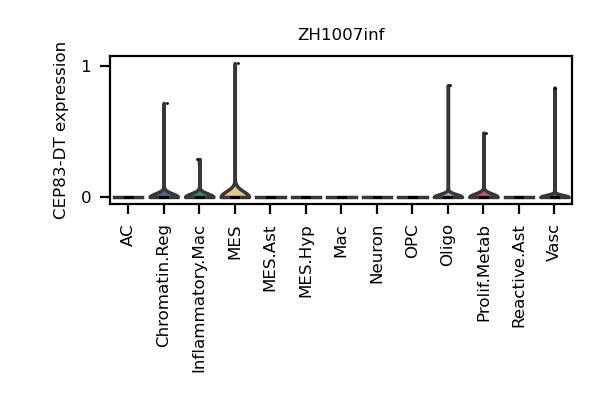 ZH1007inf
CEP83-DT expression
1
0
AC
Chromatin.Reg
Inflammatory.Mac
MES
MES.Ast
MES.Hyp
Mac
Neuron
OPC
Oligo
Prolif.Metab
Reactive.Ast
Vasc